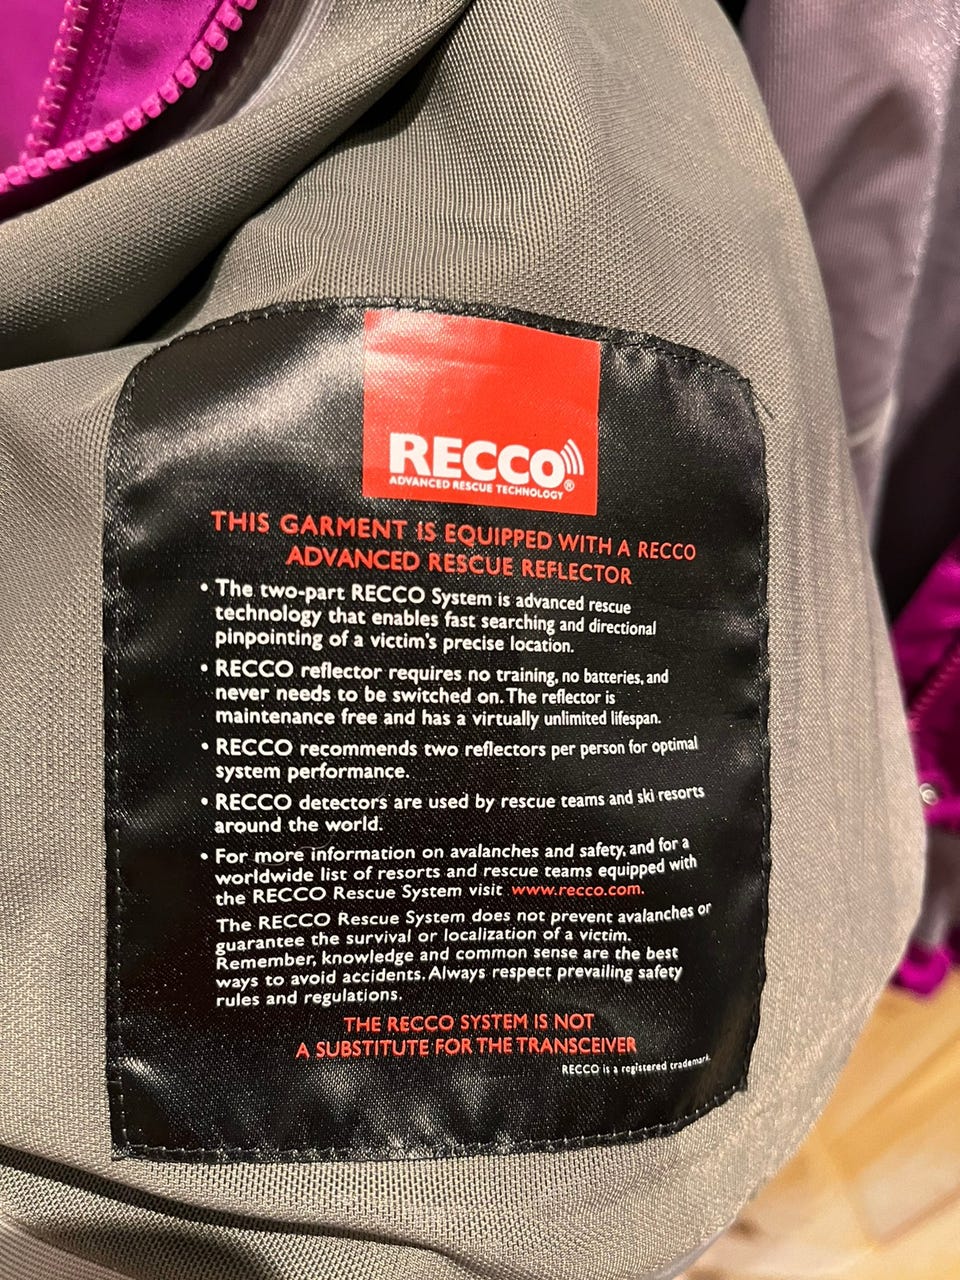 RECCO®
ADVANCED RESCUE TECHNOLOGY
THIS GARMENT IS EQUIPPED WITH A RECCO
ADVANCED RESCUE REFLECTOR
• The two-part RECCO System is advanced rescue
technology that enables fast searching and directional
pinpointing of a victim's precise location.
• RECCO reflector requires no training, no batteries, and
never needs to be switched on. The reflector is
maintenance free and has a virtually unlimited lifespan.
• RECCO recommends two reflectors per person for optimal
system performance.
• RECCO detectors are used by rescue teams and ski resorts
around the world.
• For more information on avalanches and safety, and for a
worldwide list of resorts and rescue teams equipped with
the RECCO Rescue System visit www.recco.com.
The RECCO Rescue System does not prevent avalanches or
guarantee the survival or localization of a victim.
Remember, knowledge and common sense are the best
ways to avoid accidents. Always respect prevailing safety
rules and regulations.
THE RECCO SYSTEM IS NOT
A SUBSTITUTE FOR THE TRANSCEIVER
RECCO is a registered trademark.